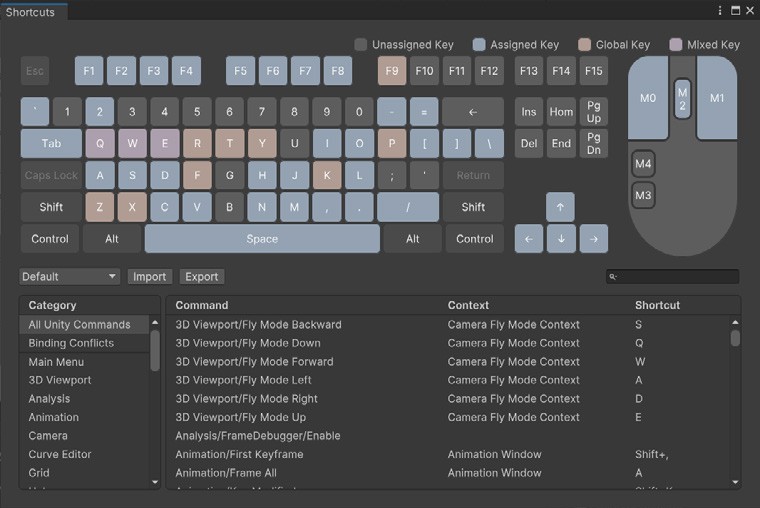 Shortcuts
Unassigned Key Assigned Key Global Key Mixed Key
Esc F1 F2 F3 F4 F5 F6 F7 F8 F9 F10 F11 F12 F13 F14 F15
` 1 2 3 4 5 6 7 8 9 0 - = ← Ins Hom Pg Up
Tab Q W E R T Y U I O P [ ] \ Del End Pg Dn
Caps Lock A S D F G H J K L ; ' Return
Shift Z X C V B N M , . / Shift ↑
Control Alt Space Alt Control ← ↓ →
M0 M2 M1
M4
M3
Default Import Export
Category Command Context Shortcut
All Unity Commands 3D Viewport/Fly Mode Backward Camera Fly Mode Context S
Binding Conflicts 3D Viewport/Fly Mode Down Camera Fly Mode Context Q
Main Menu 3D Viewport/Fly Mode Forward Camera Fly Mode Context W
3D Viewport 3D Viewport/Fly Mode Left Camera Fly Mode Context A
Analysis 3D Viewport/Fly Mode Right Camera Fly Mode Context D
Animation 3D Viewport/Fly Mode Up Camera Fly Mode Context E
Camera Analysis/FrameDebugger/Enable
Curve Editor Animation/First Keyframe Animation Window Shift+,
Grid Animation/Frame All Animation Window A